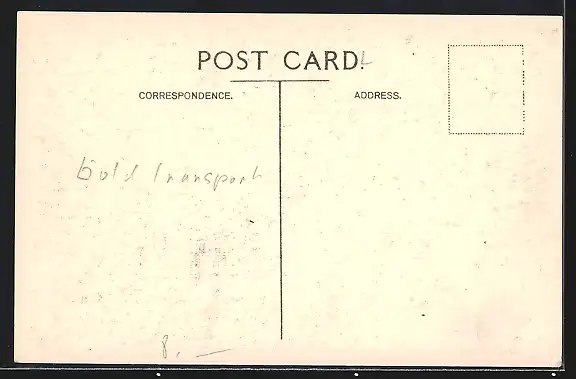 POST CARD.
CORRESPONDENCE.
ADDRESS.
Gold Transport
8. —